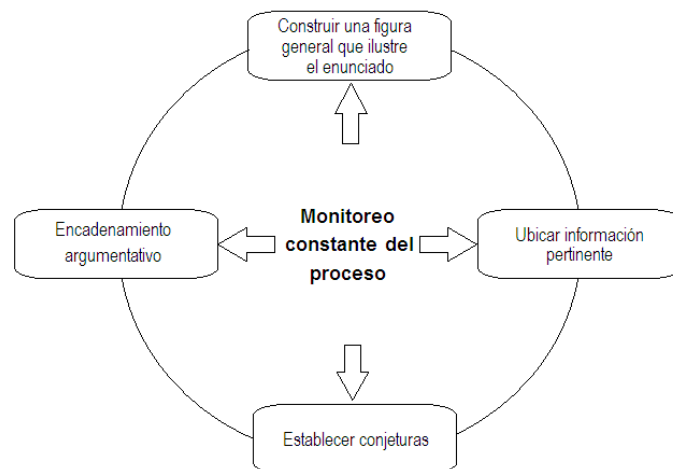 Construir una figura
general que ilustre
el enunciado
Encadenamiento
argumentativo
Monitoreo
constante del
proceso
Ubicar información
pertinente
Establecer conjeturas